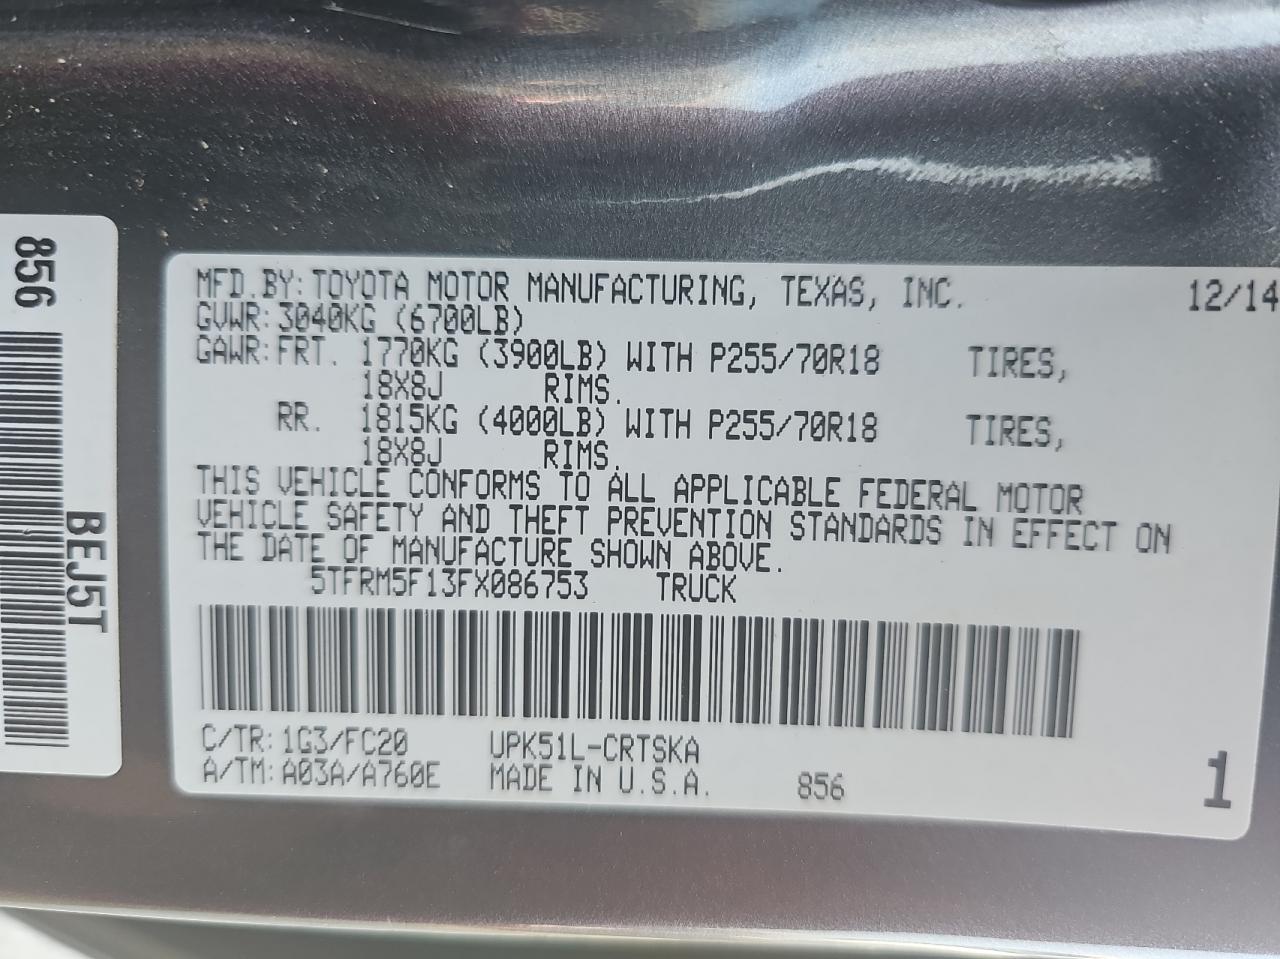 856
BEJ5T
MFD.BY:TOYOTA MOTOR MANUFACTURING, TEXAS, INC. 12/14
GVWR:3040KG (6700LB)
GAWR:FRT. 1770KG (3900LB) WITH P255/70R18 TIRES,
18X8J RIMS.
RR. 1815KG (4000LB) WITH P255/70R18 TIRES,
18X8J RIMS.
THIS VEHICLE CONFORMS TO ALL APPLICABLE FEDERAL MOTOR
VEHICLE SAFETY AND THEFT PREVENTION STANDARDS IN EFFECT ON
THE DATE OF MANUFACTURE SHOWN ABOVE.
5TFRM5F13FX086753 TRUCK
C/TR:1G3/FC20 UPK51L-CRTSKA
A/TM:A03A/A760E MADE IN U.S.A. 856
1